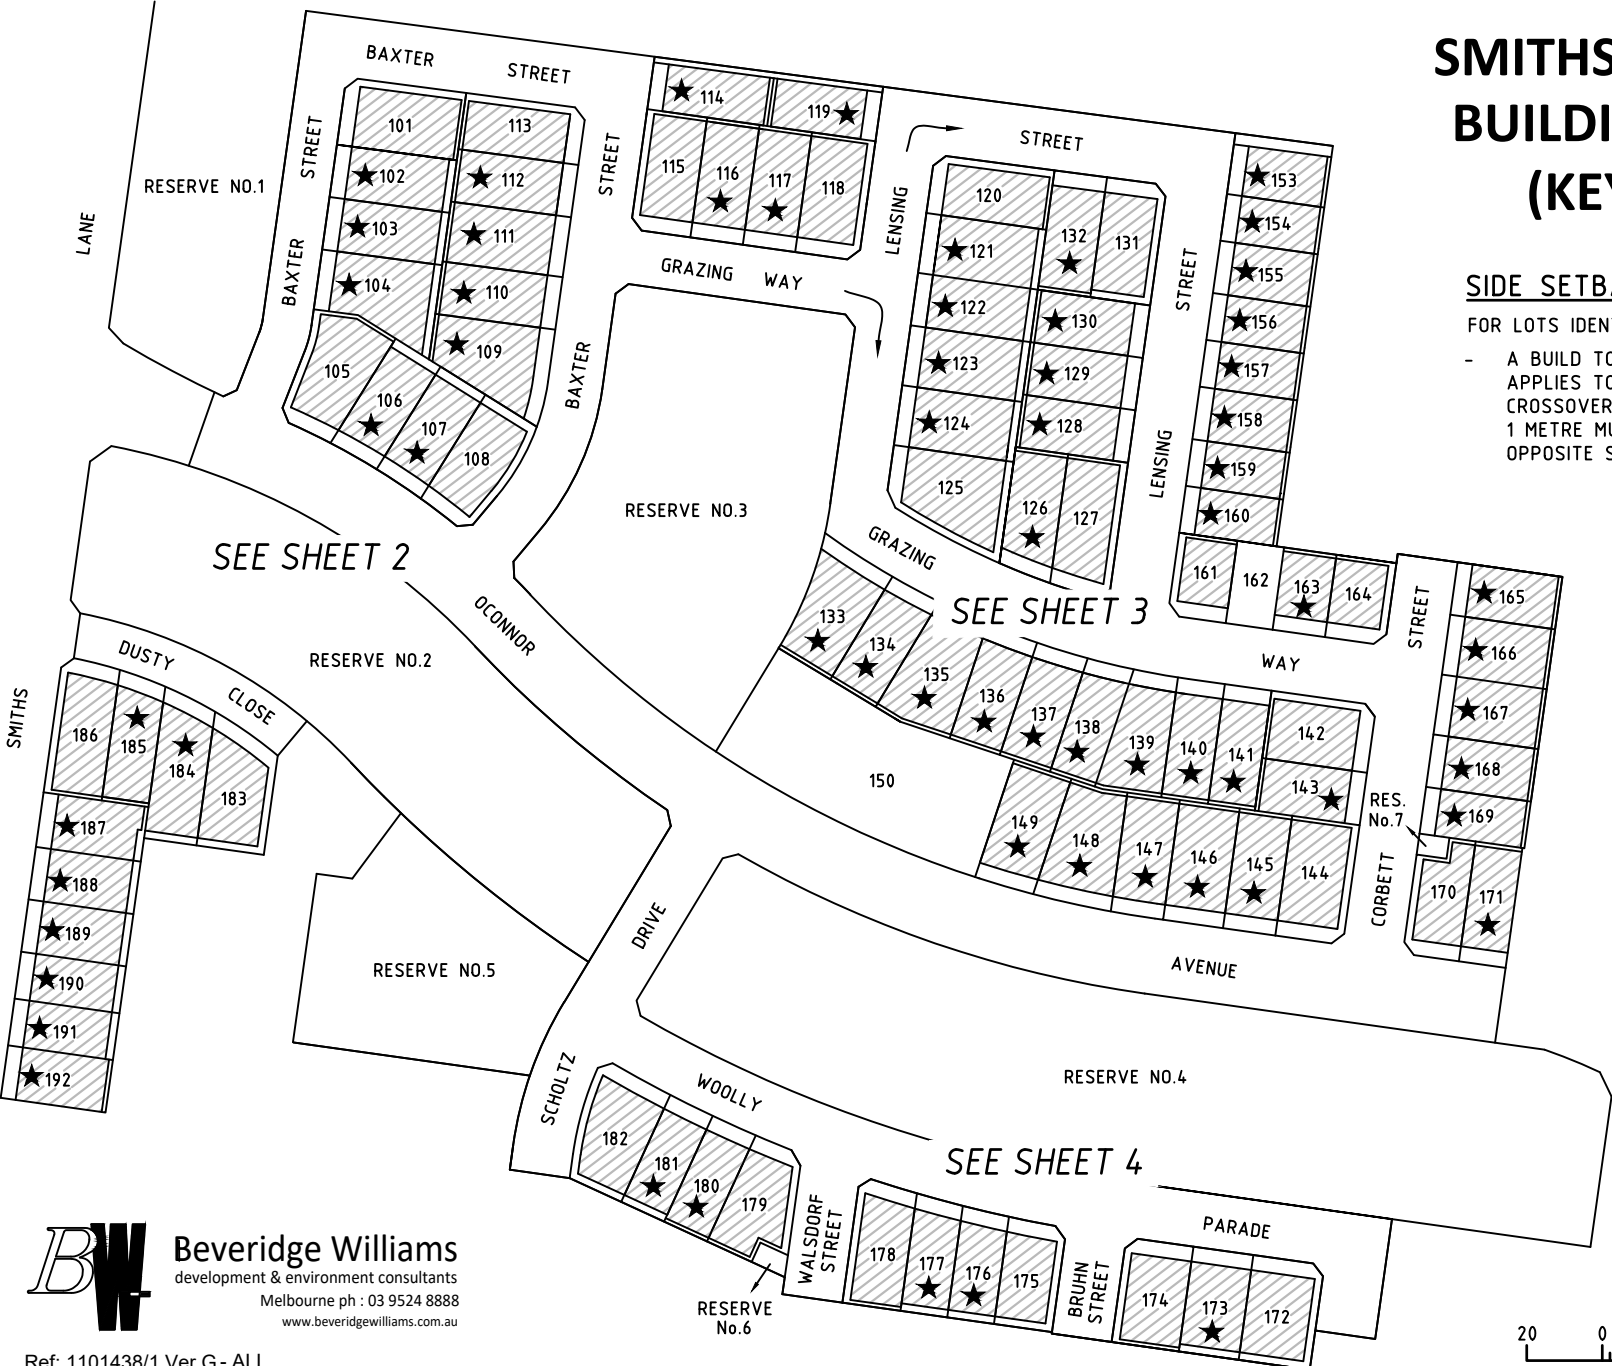 SMITHS
BUILDI
(KEY
SIDE SETBA
FOR LOTS IDEN
- A BUILD TO
APPLIES TO
CROSSOVER
1 METRE MU
OPPOSITE S
BAXTER STREET
BAXTER STREET
BAXTER STREET
LANE
SMITHS
RESERVE NO.1
101
102
103
104
105
106
107
108
109
110
111
112
113
114
115
116
117
118
119
GRAZING WAY
LENSING STREET
LENSING STREET
120
121
122
123
124
125
126
127
128
129
130
131
132
153
154
155
156
157
158
159
160
161
162
163
164
165
166
167
168
169
170
171
RESERVE NO.3
SEE SHEET 2
SEE SHEET 3
GRAZING WAY
OCONNOR AVENUE
CORBETT STREET
RES.
No.7
133
134
135
136
137
138
139
140
141
142
143
144
145
146
147
148
149
150
DUSTY CLOSE
RESERVE NO.2
183
184
185
186
187
188
189
190
191
192
RESERVE NO.5
SCHOLTZ DRIVE
RESERVE NO.4
SEE SHEET 4
WOOLLY PARADE
182
181
180
179
178
177
176
175
174
173
172
WALSDORF
STREET
BRUHN
STREET
RESERVE
No.6
BW
Beveridge Williams
development & environment consultants
Melbourne ph : 03 9524 8888
www.beveridgewilliams.com.au
Ref: 1101438/1 Ver G - ALL
20 0